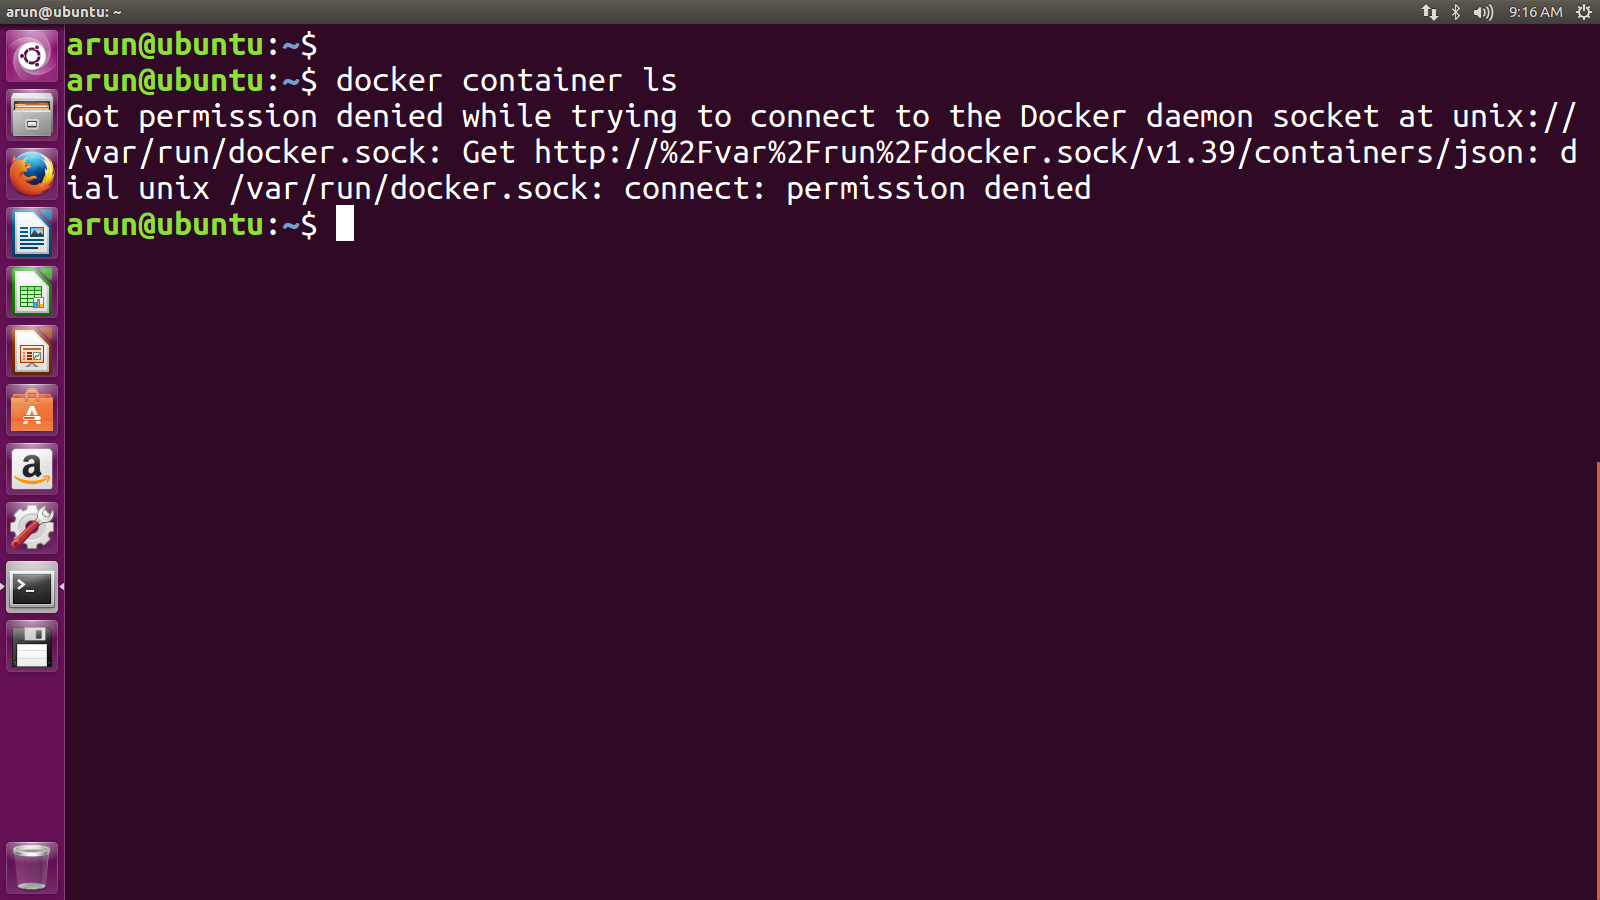 arun@ubuntu: ~
9:16 AM
arun@ubuntu:~$
arun@ubuntu:~$ docker container ls
Got permission denied while trying to connect to the Docker daemon socket at unix://
/var/run/docker.sock: Get http://%2Fvar%2Frun%2Fdocker.sock/v1.39/containers/json: d
ial unix /var/run/docker.sock: connect: permission denied
arun@ubuntu:~$